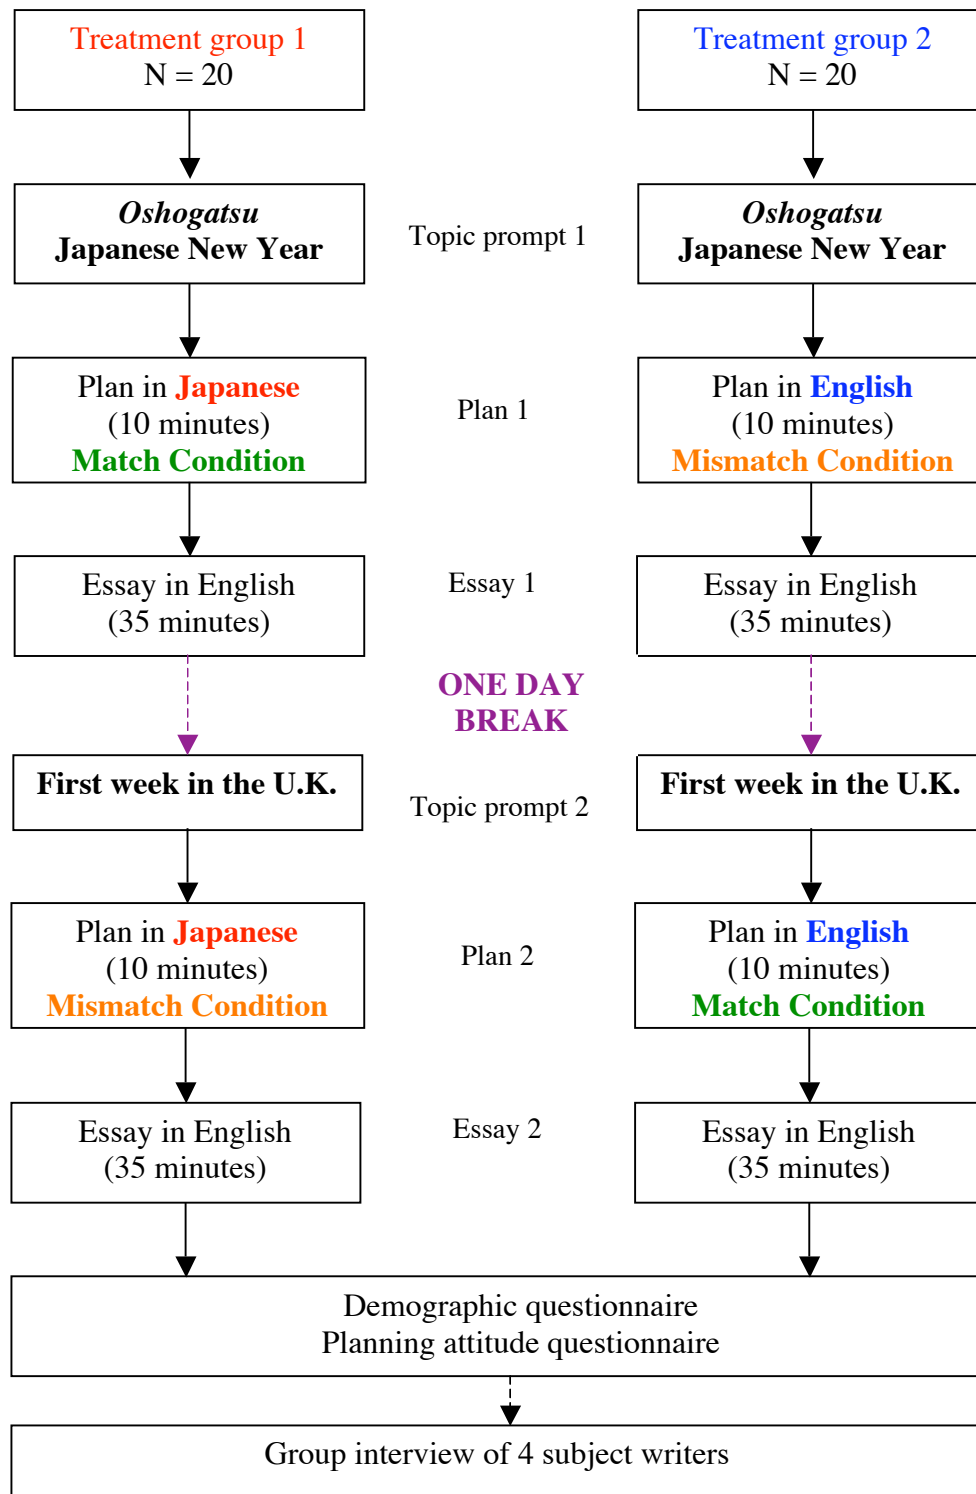 Treatment group 1
N = 20
Treatment group 2
N = 20
Oshogatsu
Japanese New Year
Topic prompt 1
Oshogatsu
Japanese New Year
Plan in Japanese
(10 minutes)
Match Condition
Plan 1
Plan in English
(10 minutes)
Mismatch Condition
Essay in English
(35 minutes)
Essay 1
Essay in English
(35 minutes)
ONE DAY
BREAK
First week in the U.K.
Topic prompt 2
First week in the U.K.
Plan in Japanese
(10 minutes)
Mismatch Condition
Plan 2
Plan in English
(10 minutes)
Match Condition
Essay in English
(35 minutes)
Essay 2
Essay in English
(35 minutes)
Demographic questionnaire
Planning attitude questionnaire
Group interview of 4 subject writers